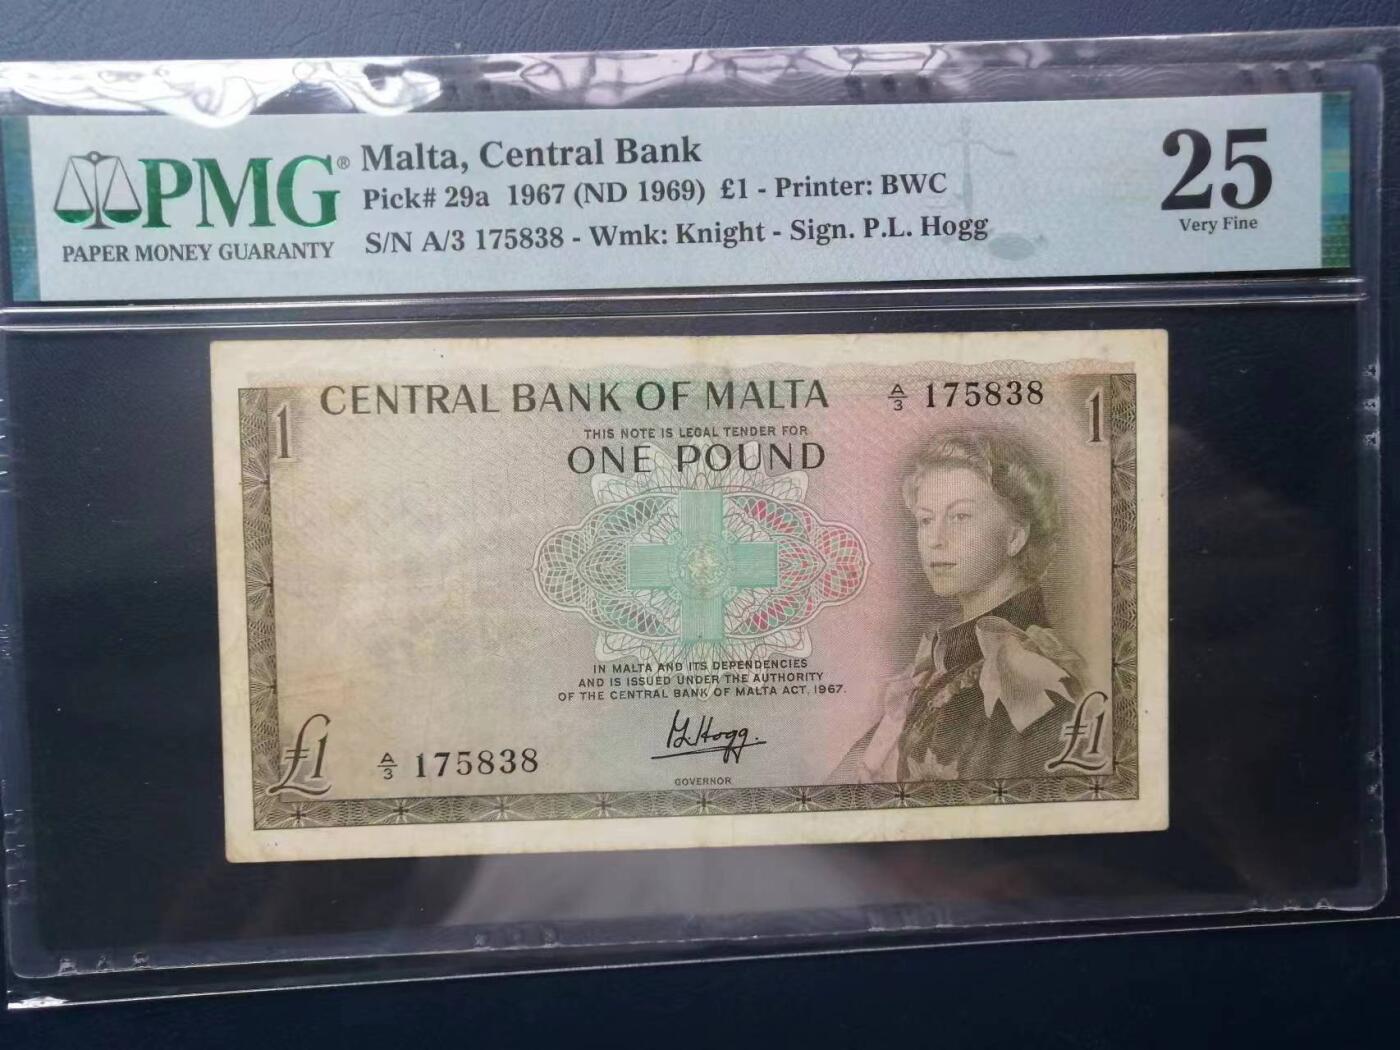 PMG®
PAPER MONEY GUARANTY
Malta, Central Bank
Pick# 29a 1967 (ND 1969) £1 - Printer: BWC
S/N A/3 175838 - Wmk: Knight - Sign. P.L. Hogg
25
Very Fine
1
CENTRAL BANK OF MALTA
A/3 175838
1
THIS NOTE IS LEGAL TENDER FOR
ONE POUND
IN MALTA AND ITS DEPENDENCIES
AND IS ISSUED UNDER THE AUTHORITY
OF THE CENTRAL BANK OF MALTA ACT, 1967.
P.L. Hogg.
GOVERNOR
£1
A/3 175838
£1